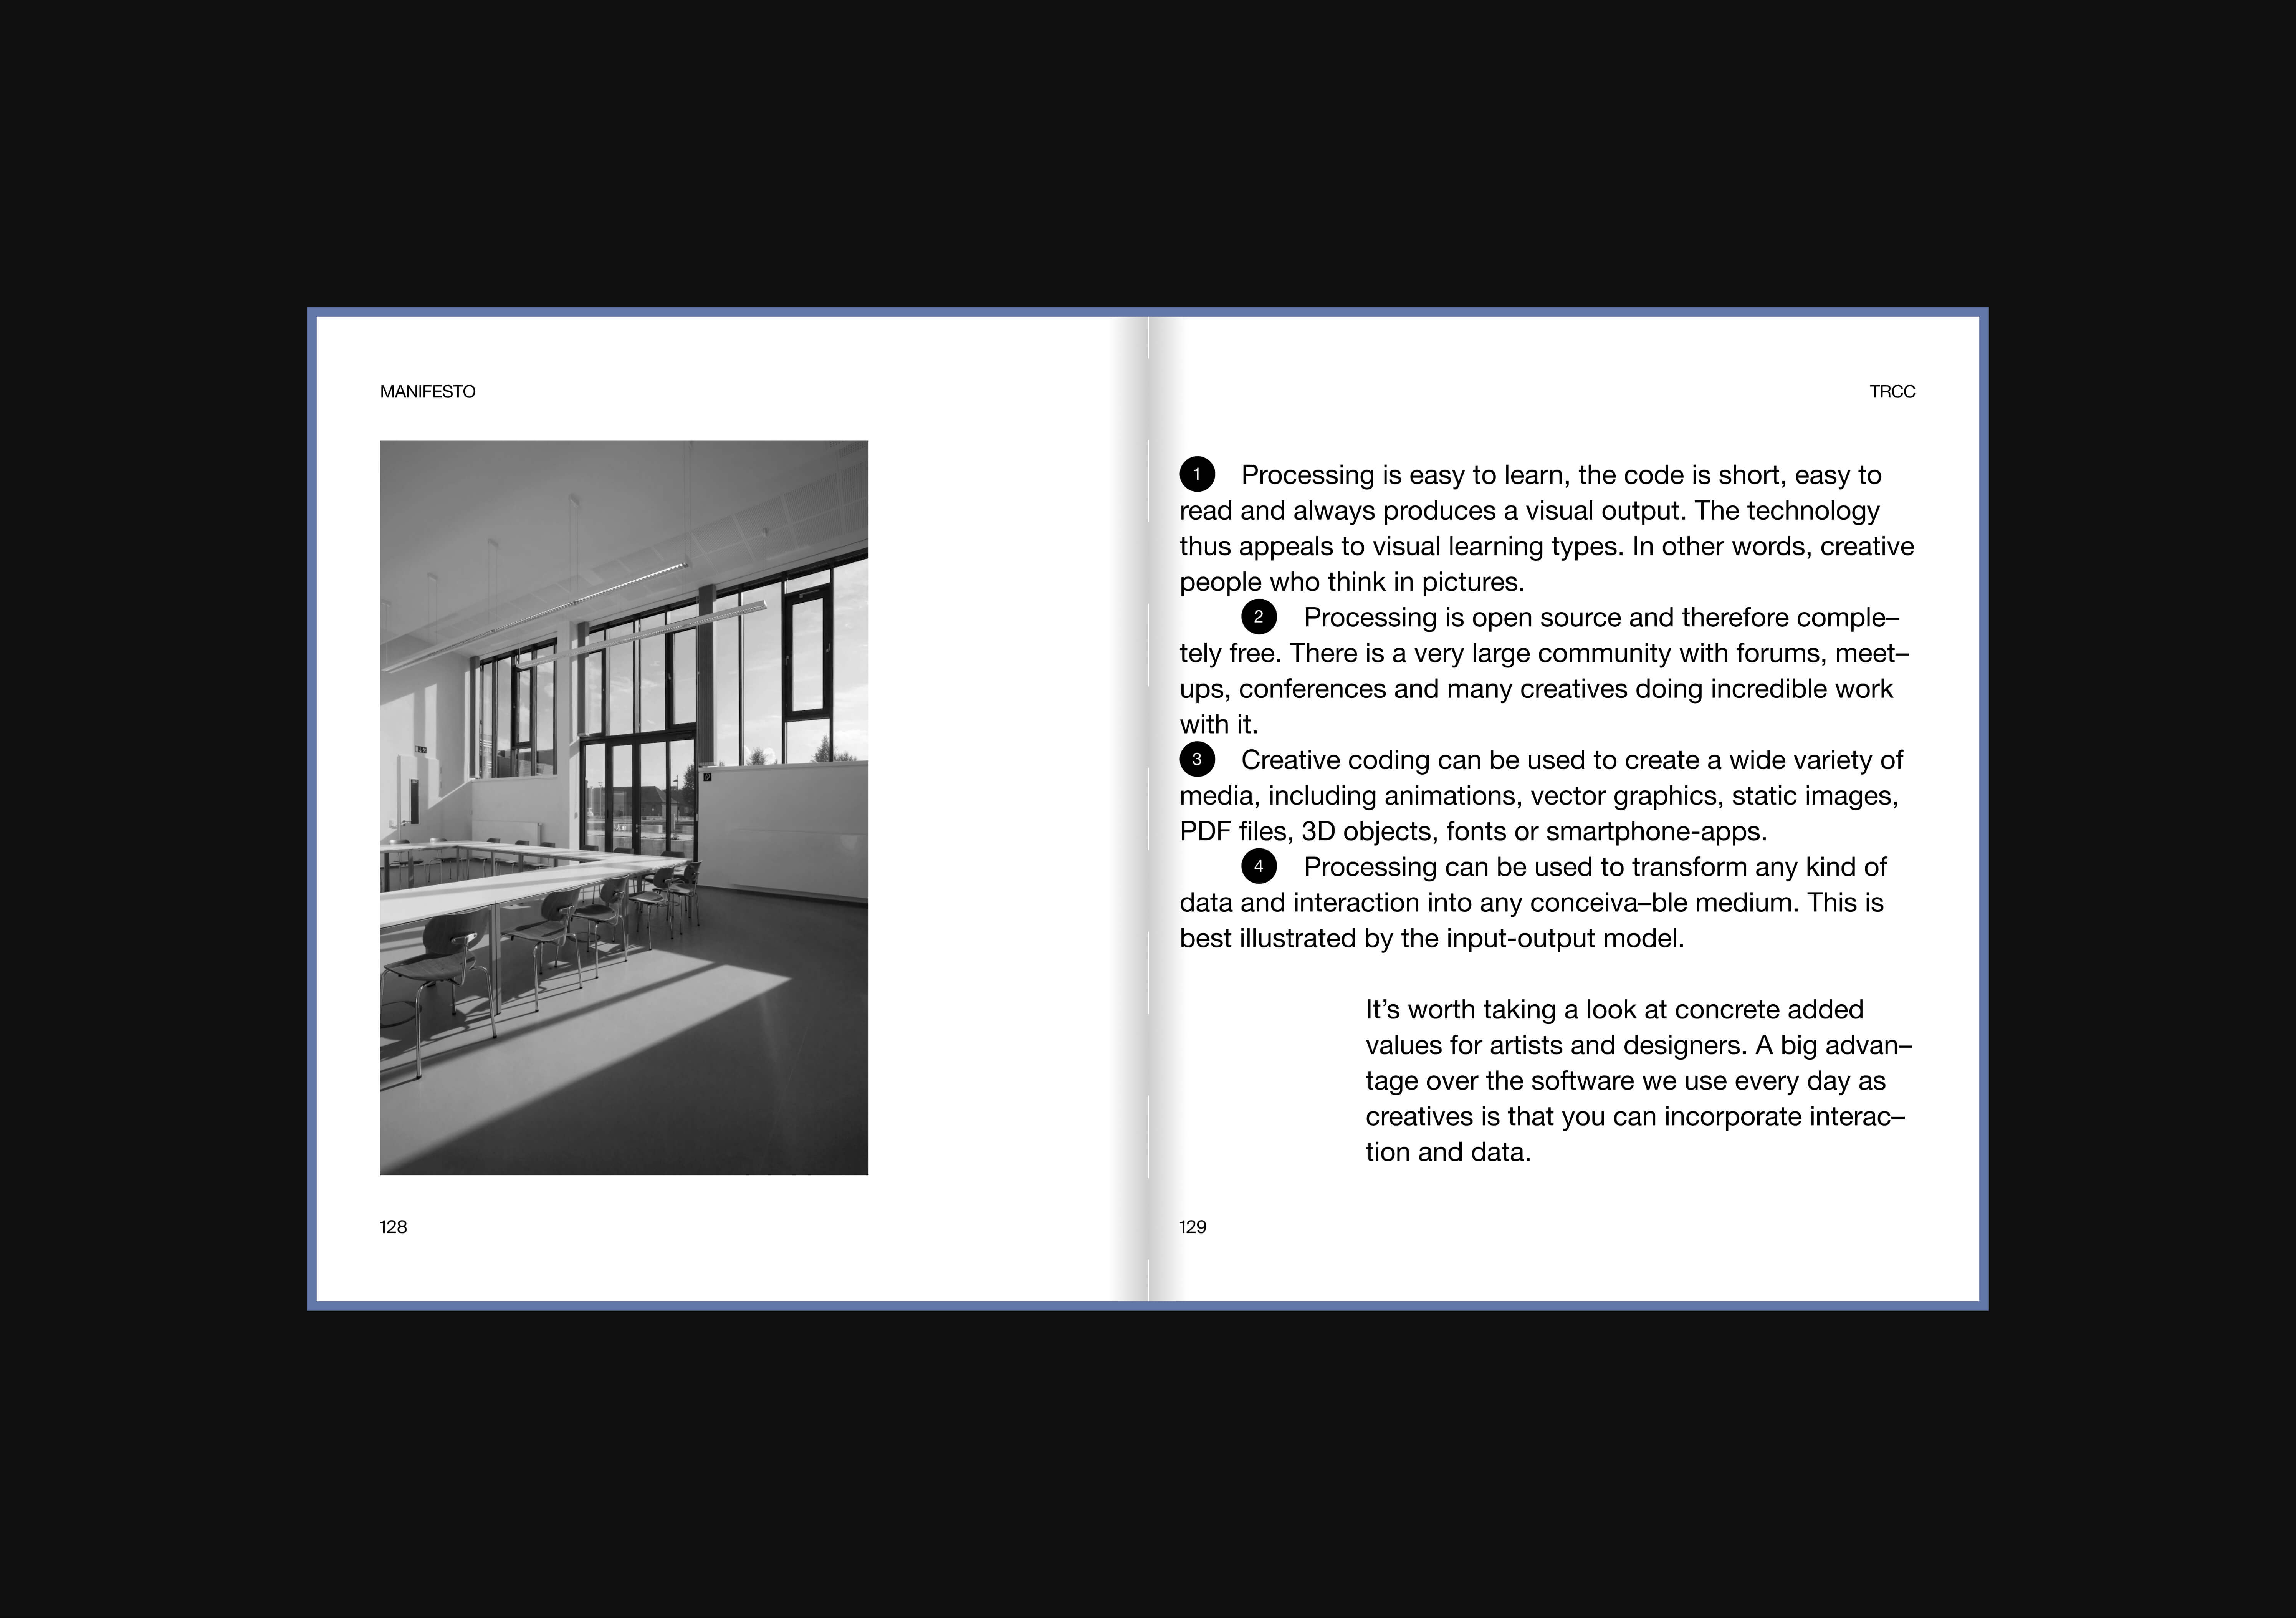 MANIFESTO
128
TRCC
1 Processing is easy to learn, the code is short, easy to
read and always produces a visual output. The technology
thus appeals to visual learning types. In other words, creative
people who think in pictures.
2 Processing is open source and therefore comple–
tely free. There is a very large community with forums, meet–
ups, conferences and many creatives doing incredible work
with it.
3 Creative coding can be used to create a wide variety of
media, including animations, vector graphics, static images,
PDF files, 3D objects, fonts or smartphone-apps.
4 Processing can be used to transform any kind of
data and interaction into any conceiva–ble medium. This is
best illustrated by the input-output model.
It’s worth taking a look at concrete added
values for artists and designers. A big advan–
tage over the software we use every day as
creatives is that you can incorporate interac–
tion and data.
129